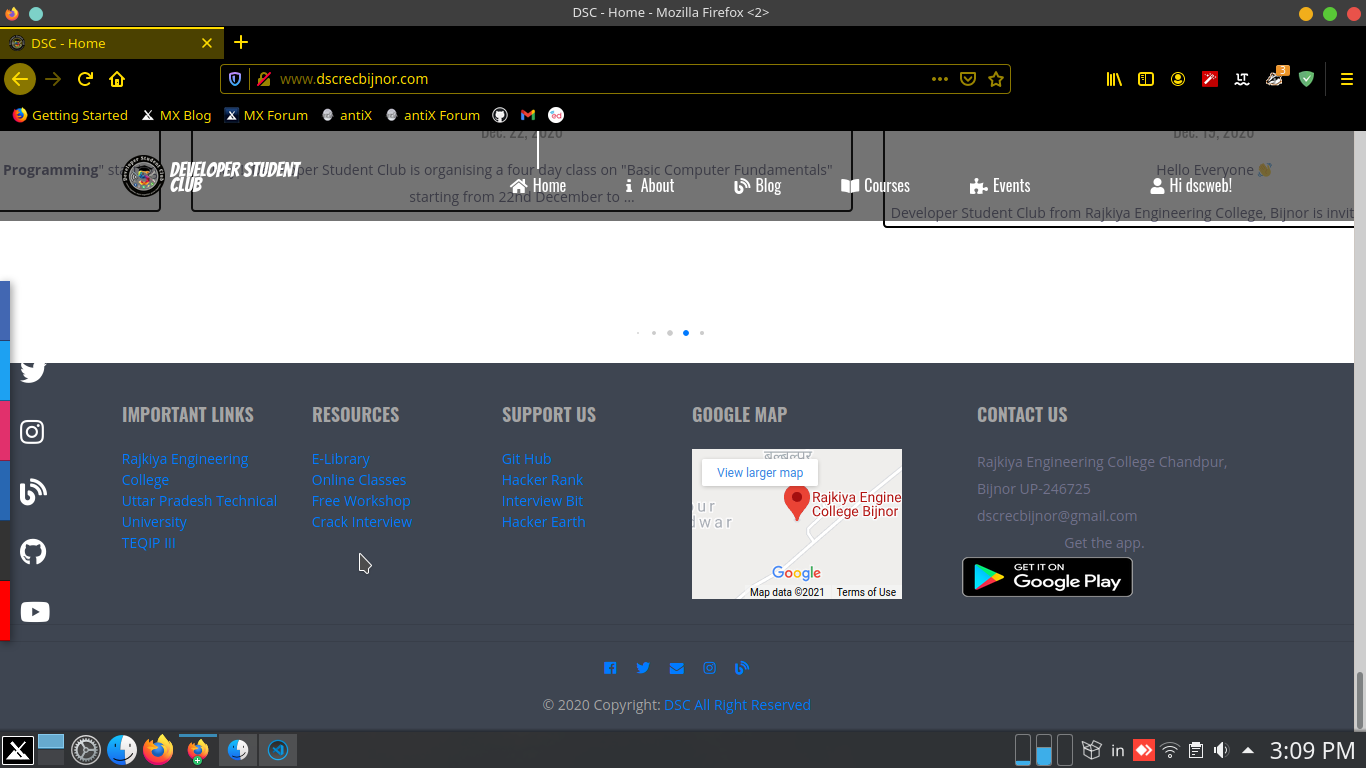 DSC - Home - Mozilla Firefox <2>
DSC - Home
www.dscrecbijnor.com
3
Getting Started
MX Blog
MX Forum
antiX
antiX Forum
Dec. 22, 2020
Dec. 15, 2020
DEVELOPER STUDENT
CLUB
Home
About
Blog
Courses
Events
Hi dscweb!
Programming" sta
per Student Club is organising a four day class on "Basic Computer Fundamentals"
starting from 22nd December to ...
Hello Everyone 👋
Developer Student Club from Rajkiya Engineering College, Bijnor is invit
IMPORTANT LINKS
Rajkiya Engineering
College
Uttar Pradesh Technical
University
TEQIP III
RESOURCES
E-Library
Online Classes
Free Workshop
Crack Interview
SUPPORT US
Git Hub
Hacker Rank
Interview Bit
Hacker Earth
GOOGLE MAP
View larger map
Rajkiya Engine
College Bijnor
ur
dwar
Google
Map data ©2021
Terms of Use
CONTACT US
Rajkiya Engineering College Chandpur,
Bijnor UP-246725
dscrecbijnor@gmail.com
Get the app.
GET IT ON
Google Play
© 2020 Copyright: DSC All Right Reserved
in
3:09 PM